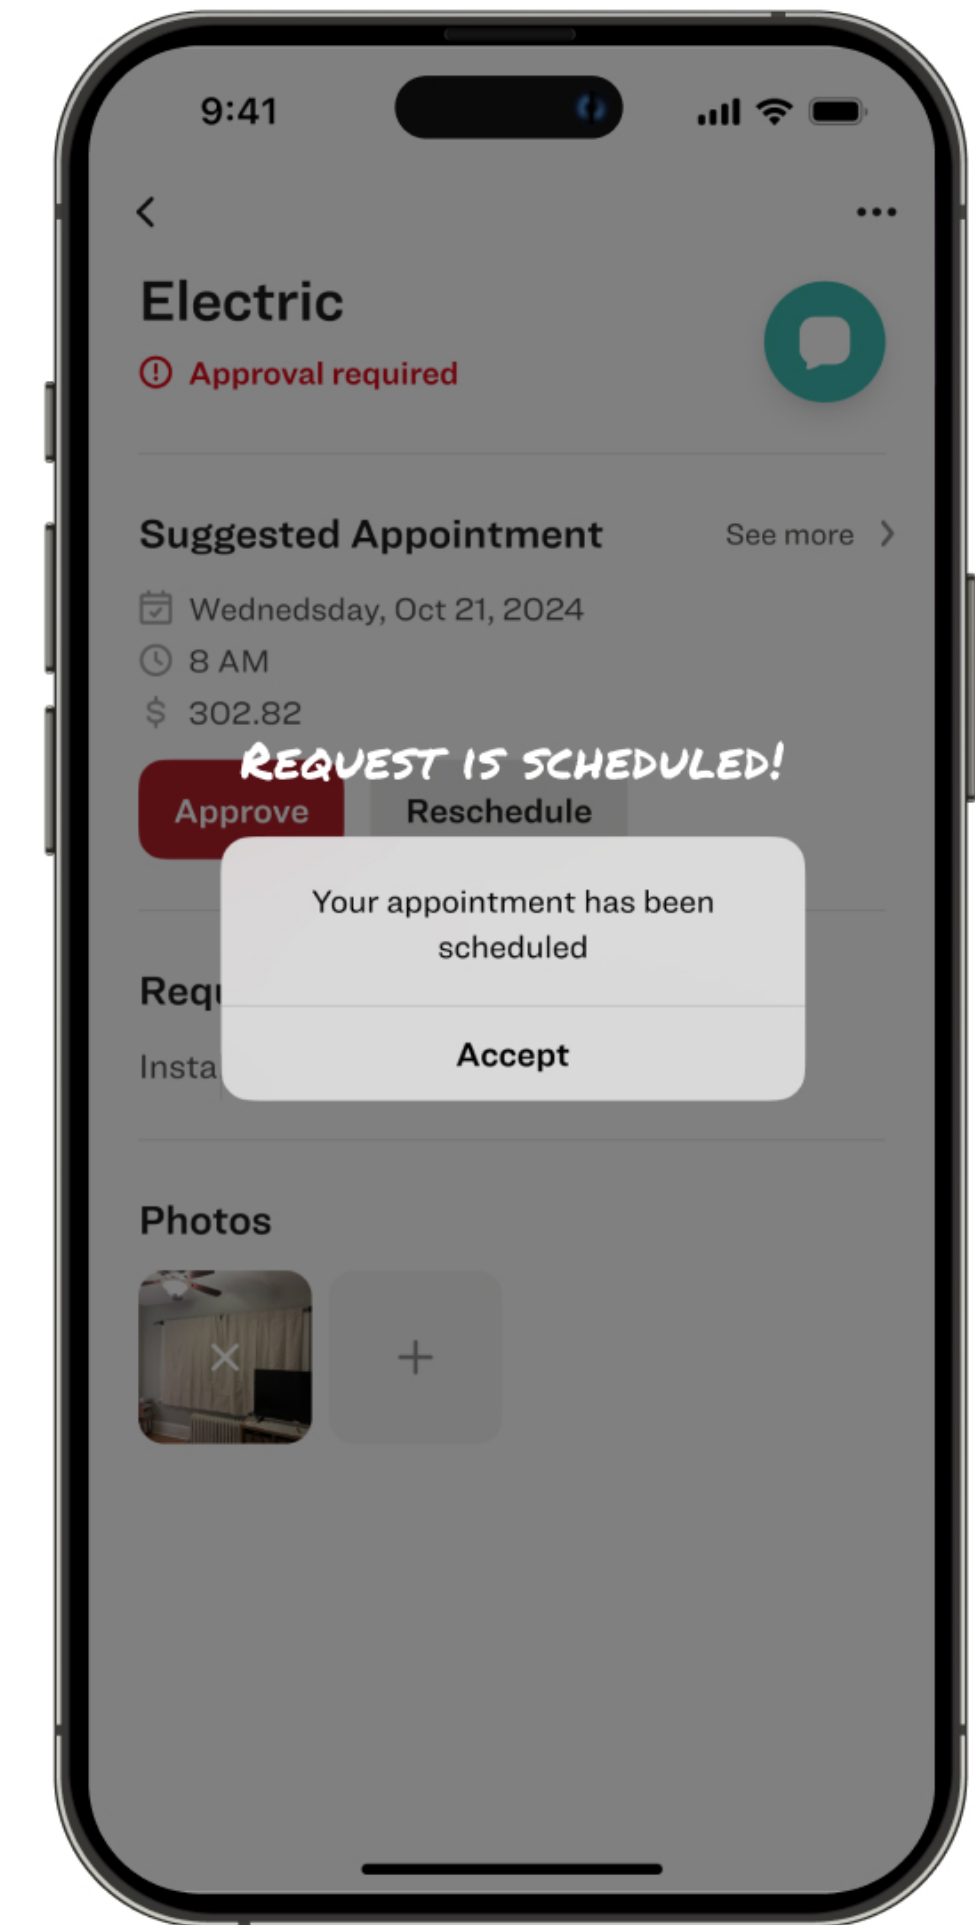 9:41
Electric
Approval required
Suggested Appointment See more
Wednedsday, Oct 21, 2024
8 AM
$ 302.82
REQUEST IS SCHEDULED!
Approve Reschedule
Your appointment has been
scheduled
Accept
Photos